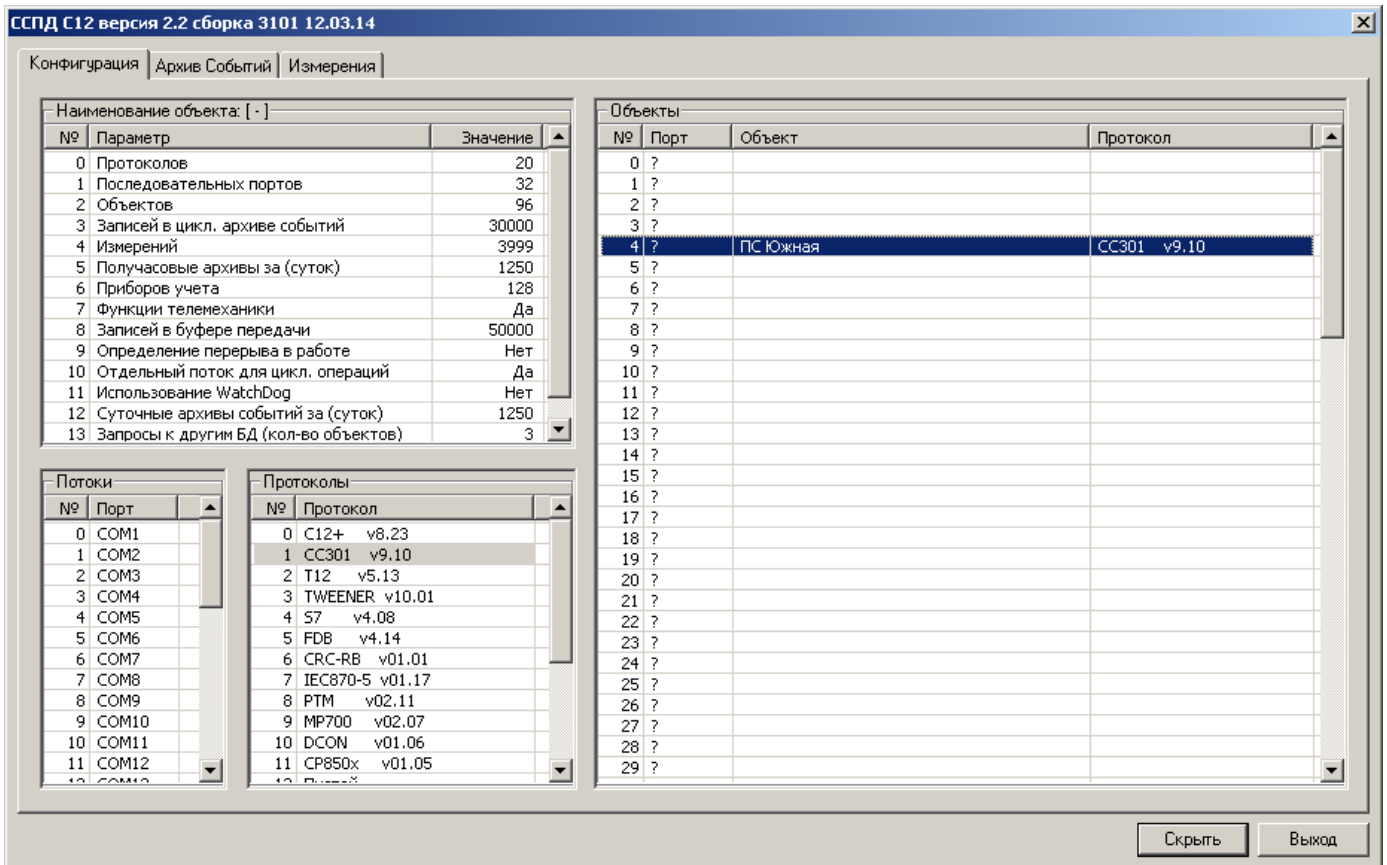 ССПД С12 версия 2.2 сборка 3101 12.03.14
Конфигурация Архив Событий Измерения
Наименование объекта: [ - ]
№ Параметр Значение
0 Протоколов 20
1 Последовательных портов 32
2 Объектов 96
3 Записей в цикл. архиве событий 30000
4 Измерений 3999
5 Получасовые архивы за (суток) 1250
6 Приборов учета 128
7 Функции телемеханики Да
8 Записей в буфере передачи 50000
9 Определение перерыва в работе Нет
10 Отдельный поток для цикл. операций Да
11 Использование WatchDog Нет
12 Суточные архивы событий за (суток) 1250
13 Запросы к другим БД (кол-во объектов) 3
Потоки
№ Порт
0 COM1
1 COM2
2 COM3
3 COM4
4 COM5
5 COM6
6 COM7
7 COM8
8 COM9
9 COM10
10 COM11
11 COM12
Протоколы
№ Протокол
0 C12+ v8.23
1 CC301 v9.10
2 T12 v5.13
3 TWEENER v10.01
4 S7 v4.08
5 FDB v4.14
6 CRC-RB v01.01
7 IEC870-5 v01.17
8 PTM v02.11
9 MP700 v02.07
10 DCON v01.06
11 CP850x v01.05
Объекты
№ Порт Объект Протокол
0 ?
1 ?
2 ?
3 ?
4 ? ПС Южная CC301 v9.10
5 ?
6 ?
7 ?
8 ?
9 ?
10 ?
11 ?
12 ?
13 ?
14 ?
15 ?
16 ?
17 ?
18 ?
19 ?
20 ?
21 ?
22 ?
23 ?
24 ?
25 ?
26 ?
27 ?
28 ?
29 ?
Скрыть Выход